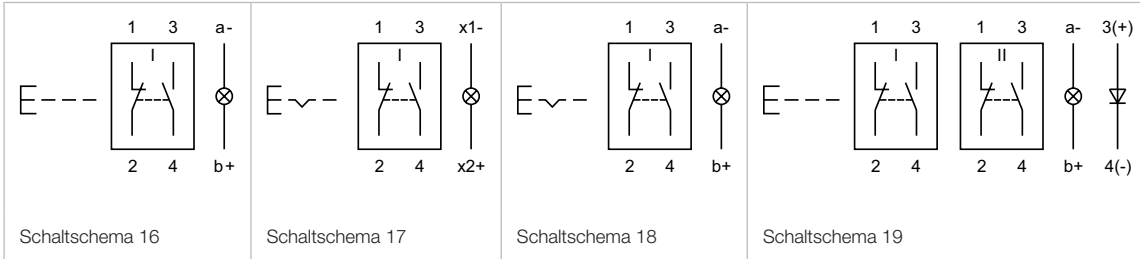 1 3 a- 1 3 x1- 1 3 a- 1 3 1 3 a- 3(+)
I I I I II
2 4 b+ 2 4 x2+ 2 4 b+ 2 4 2 4 b+ 4(-)
Schaltschema 16 Schaltschema 17 Schaltschema 18 Schaltschema 19